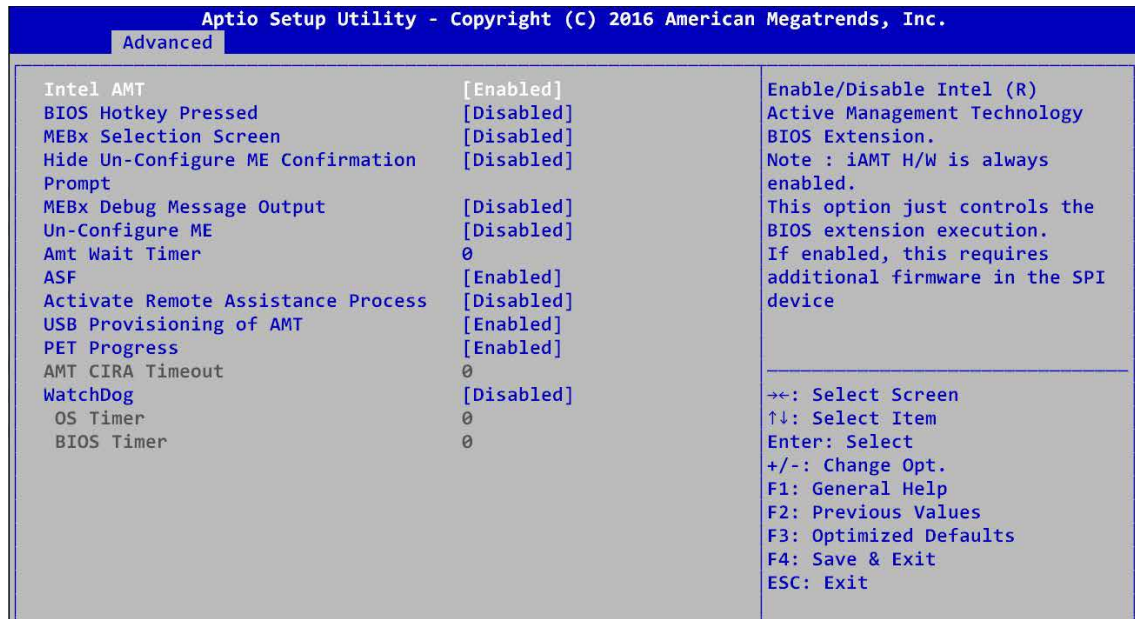 Aptio Setup Utility - Copyright (C) 2016 American Megatrends, Inc.
Advanced
Intel AMT [Enabled]
BIOS Hotkey Pressed [Disabled]
MEBx Selection Screen [Disabled]
Hide Un-Configure ME Confirmation [Disabled]
Prompt
MEBx Debug Message Output [Disabled]
Un-Configure ME [Disabled]
Amt Wait Timer 0
ASF [Enabled]
Activate Remote Assistance Process [Disabled]
USB Provisioning of AMT [Enabled]
PET Progress [Enabled]
AMT CIRA Timeout 0
WatchDog [Disabled]
OS Timer 0
BIOS Timer 0
Enable/Disable Intel (R)
Active Management Technology
BIOS Extension.
Note : iAMT H/W is always
enabled.
This option just controls the
BIOS extension execution.
If enabled, this requires
additional firmware in the SPI
device
→←: Select Screen
↑↓: Select Item
Enter: Select
+/-: Change Opt.
F1: General Help
F2: Previous Values
F3: Optimized Defaults
F4: Save & Exit
ESC: Exit